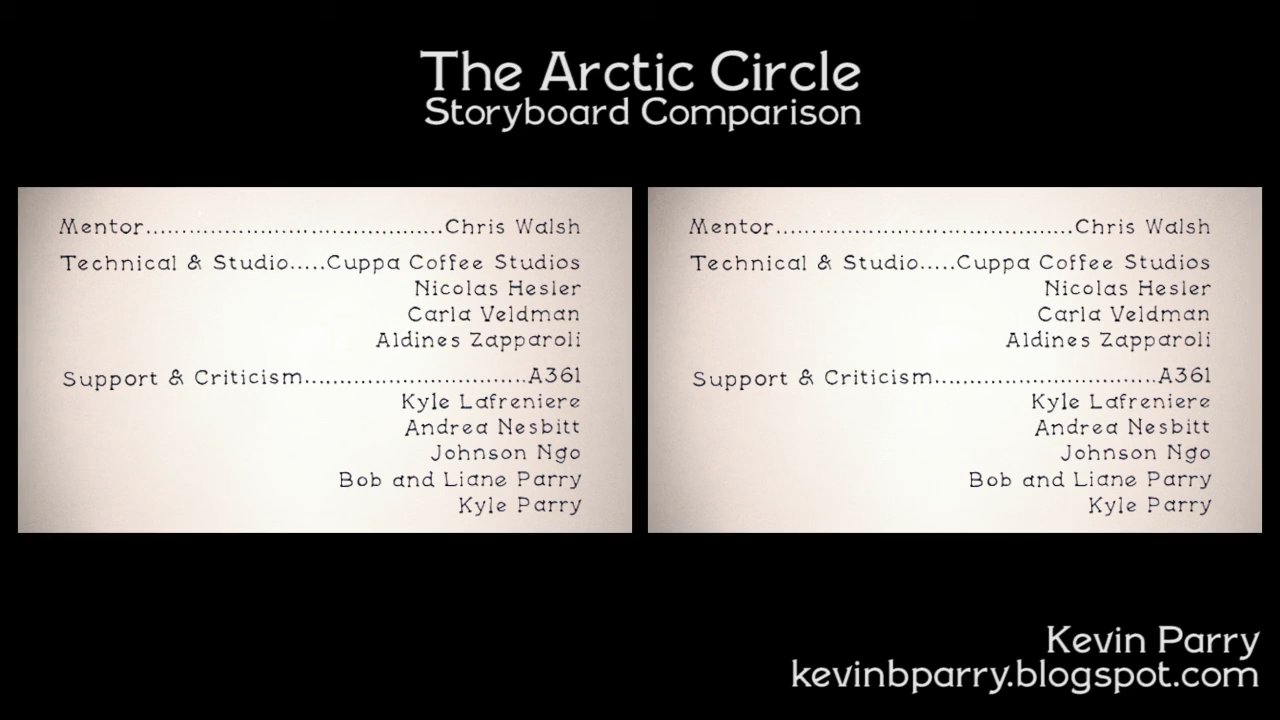 The Arctic Circle
Storyboard Comparison
Mentor..........................................Chris Walsh
Technical & Studio.....Cuppa Coffee Studios
Nicolas Hesler
Carla Veldman
Aldines Zapparoli
Support & Criticism................................A361
Kyle Lafreniere
Andrea Nesbitt
Johnson Ngo
Bob and Liane Parry
Kyle Parry
Mentor..........................................Chris Walsh
Technical & Studio.....Cuppa Coffee Studios
Nicolas Hesler
Carla Veldman
Aldines Zapparoli
Support & Criticism................................A361
Kyle Lafreniere
Andrea Nesbitt
Johnson Ngo
Bob and Liane Parry
Kyle Parry
Kevin Parry
kevinbparry.blogspot.com